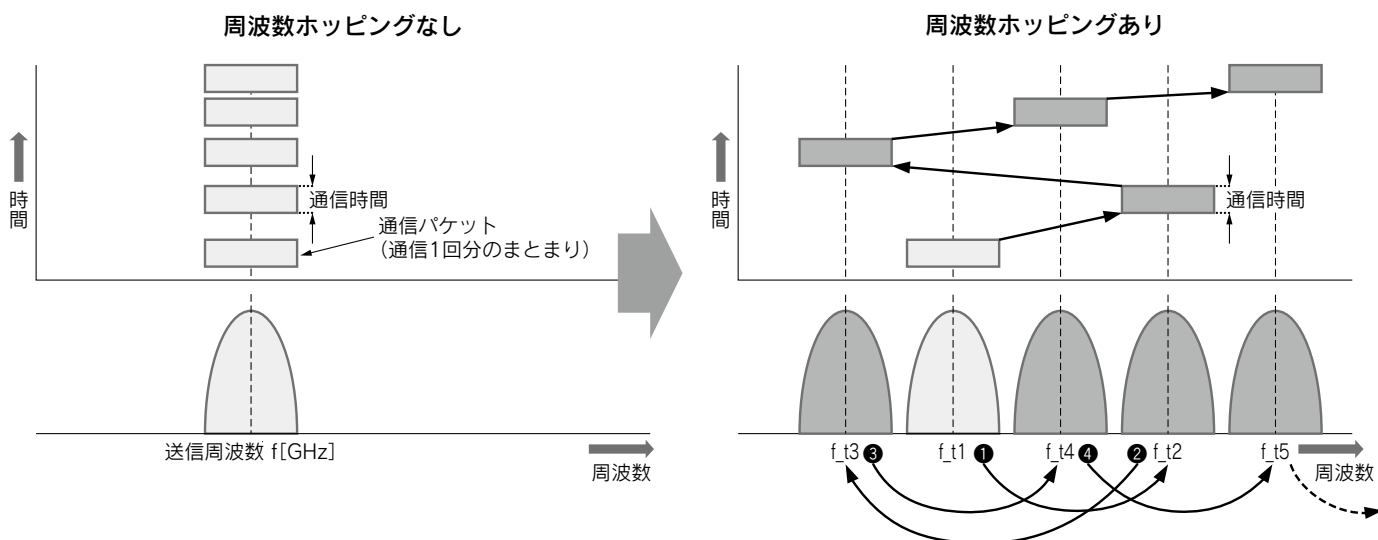 周波数ホッピングなし
時間
通信時間
通信パケット
（通信1回分のまとまり）
送信周波数 f[GHz]
周波数
周波数ホッピングあり
時間
通信時間
f_t3 ❸
f_t1 ❶
f_t4 ❹
❷ f_t2
f_t5
周波数